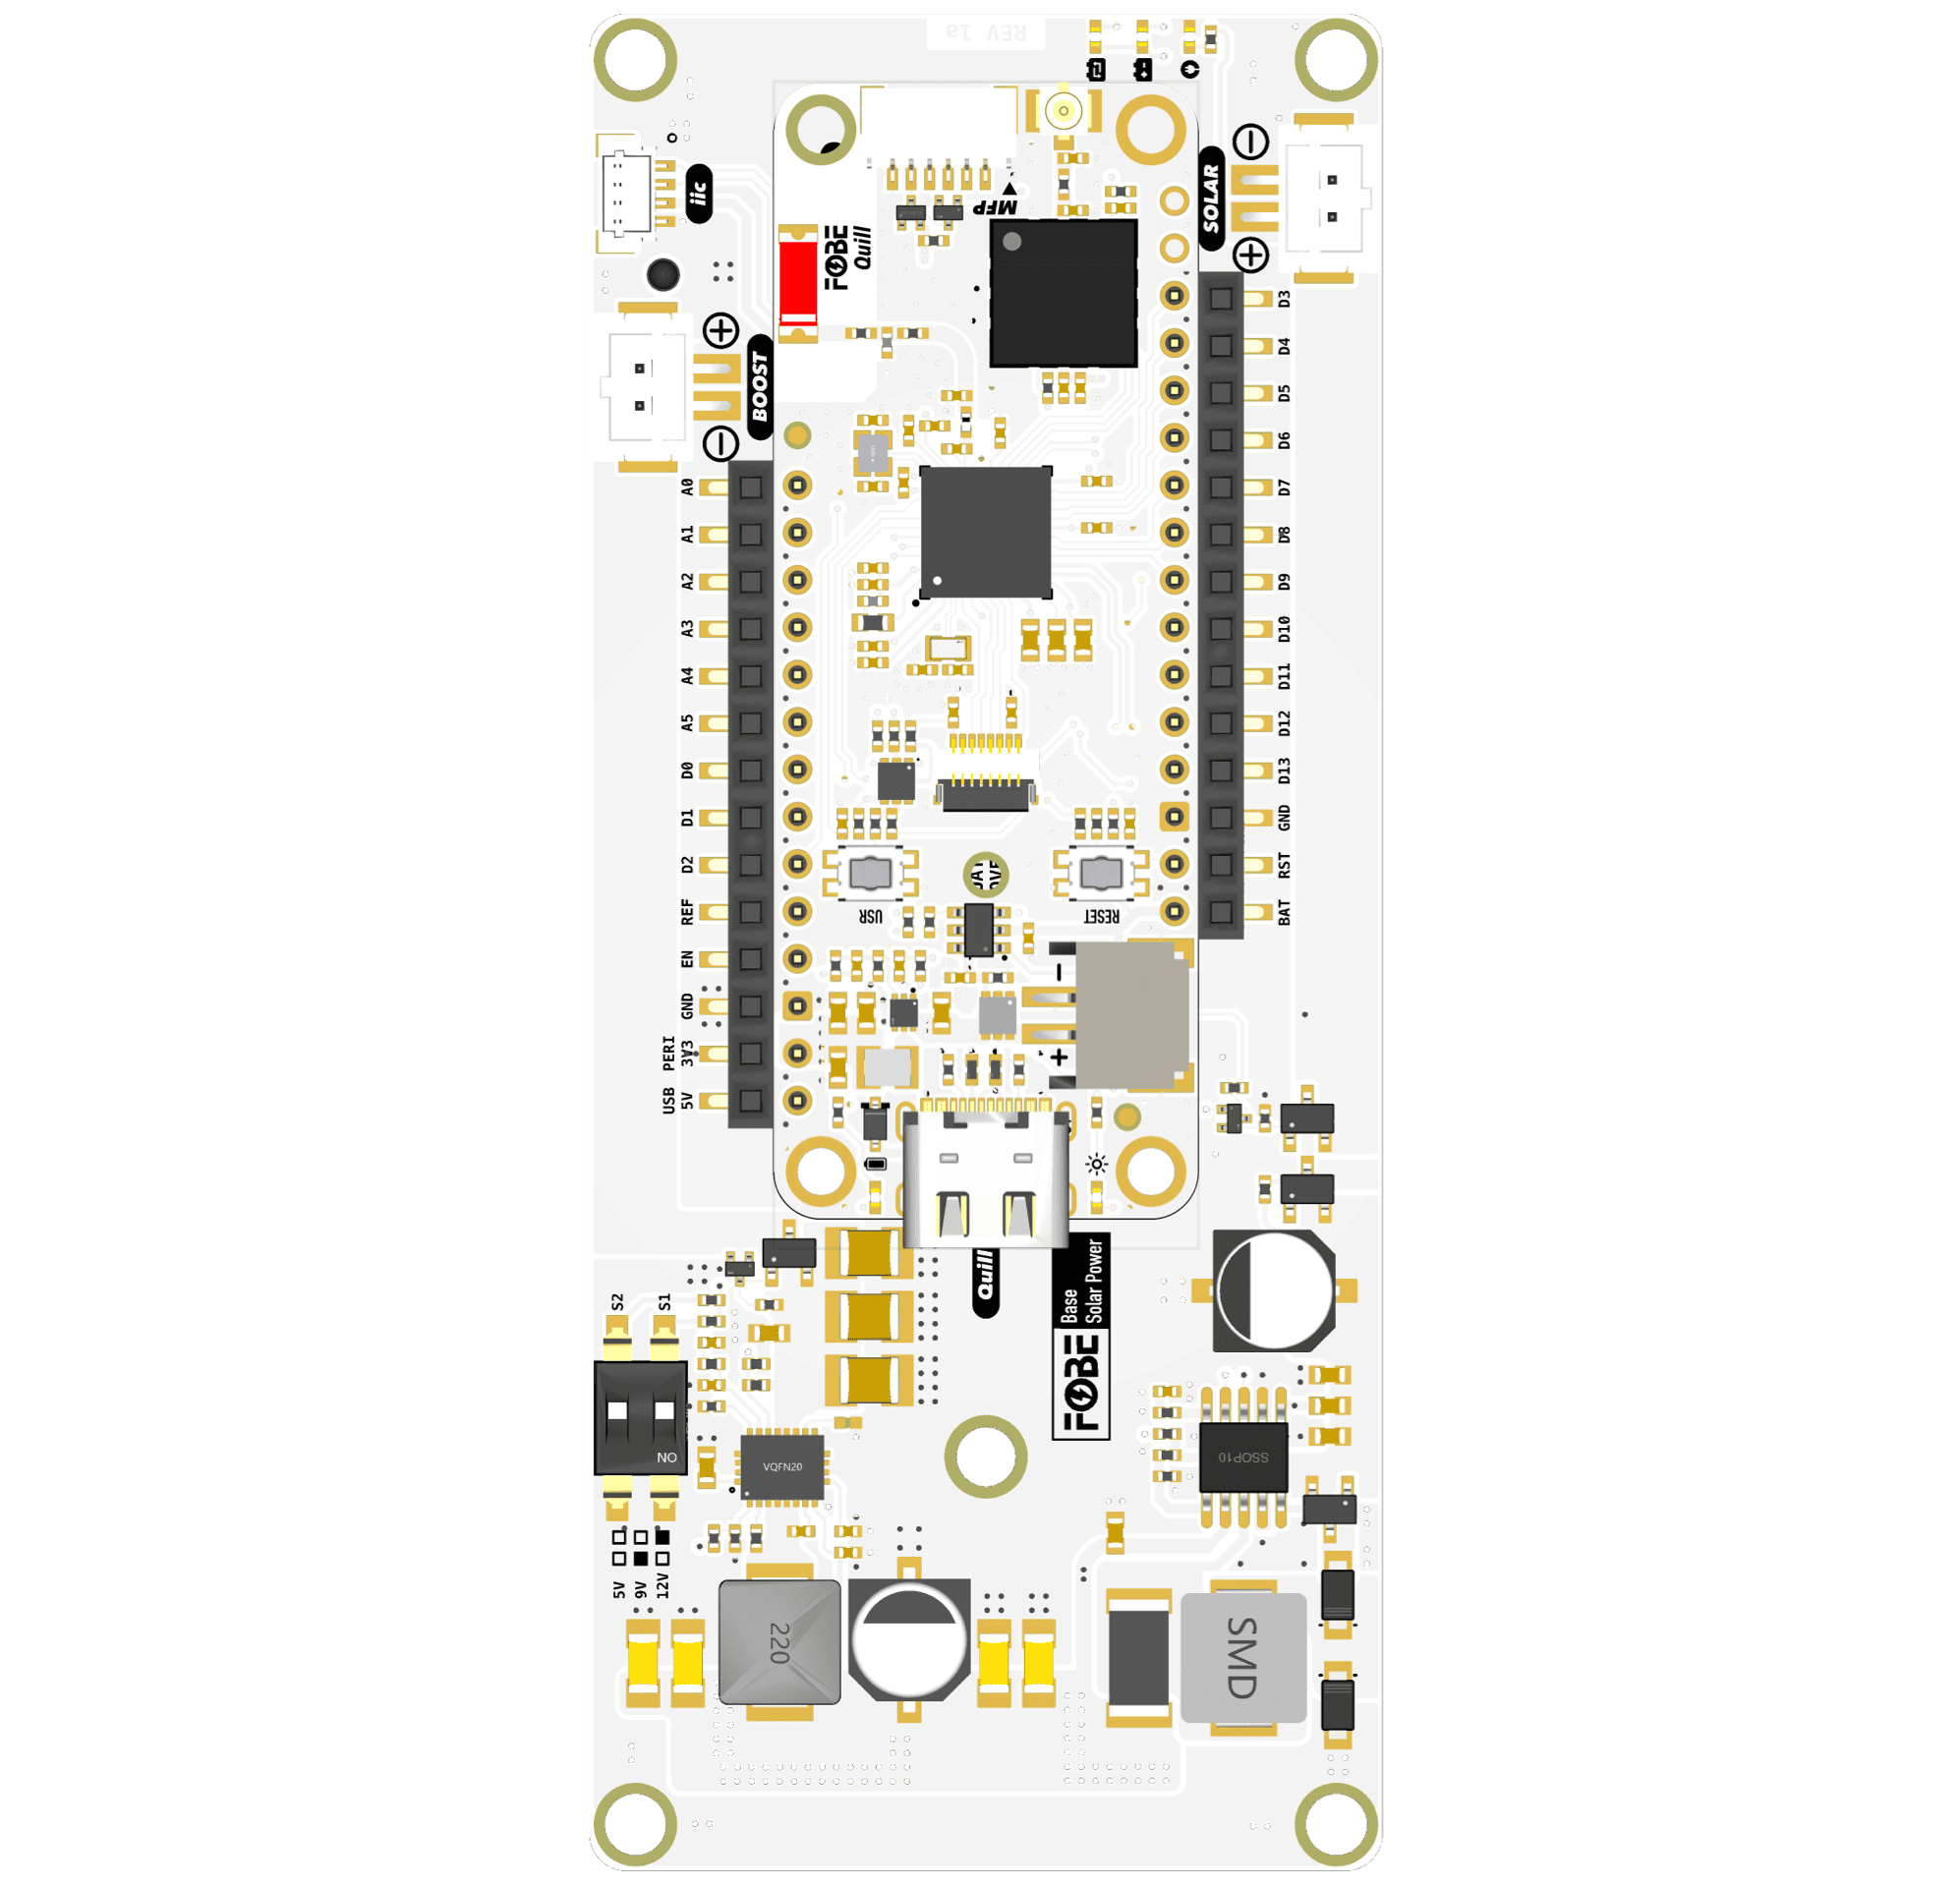 REV 1a
iic
SOLAR
MFP
FOBE
Quill
BOOST
D3
D4
D5
D6
D7
D8
D9
D10
D11
D12
D13
GND
RST
BAT
A0
A1
A2
A3
A4
A5
D0
D1
D2
REF
EN
GND
PERI
3V3
USB
5V
USR
RESET
Quill
Base
Solar Power
FOBE
S2
S1
ON
VQFN20
SSOP10
5V
9V
12V
220
SMD